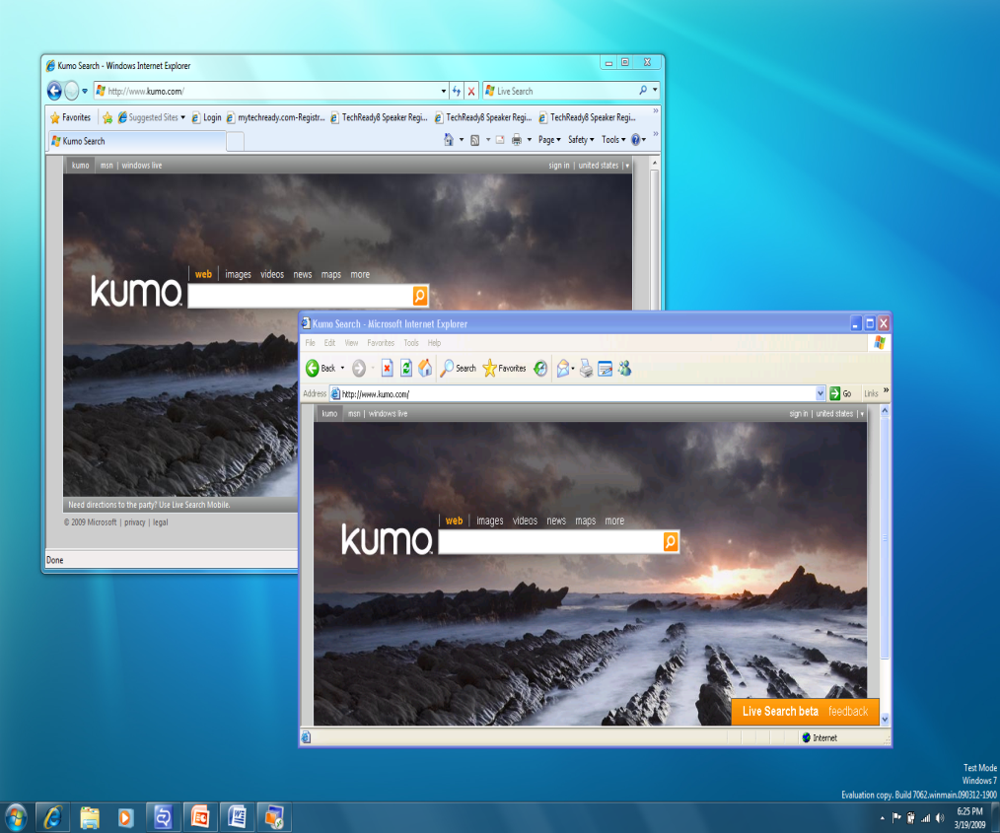 Kumo Search - Windows Internet Explorer
http://www.kumo.com/
Live Search
Favorites
Suggested Sites
Login
mytechready.com-Registr...
TechReady8 Speaker Regi...
TechReady8 Speaker Regi...
TechReady8 Speaker Regi...
Kumo Search
Page
Safety
Tools
kumo
msn | windows live
sign in | united states |
web
images
videos
news
maps
more
kumo
Need directions to the party? Use Live Search Mobile.
© 2009 Microsoft | privacy | legal
Done
Kumo Search - Microsoft Internet Explorer
File Edit View Favorites Tools Help
Back
Search
Favorites
Address
http://www.kumo.com/
Go
Links
kumo
msn | windows live
sign in | united states |
web
images
videos
news
maps
more
kumo
Live Search beta feedback
Internet
Test Mode
Windows 7
Evaluation copy. Build 7062.winmain.090312-1900
6:25 PM
3/19/2009